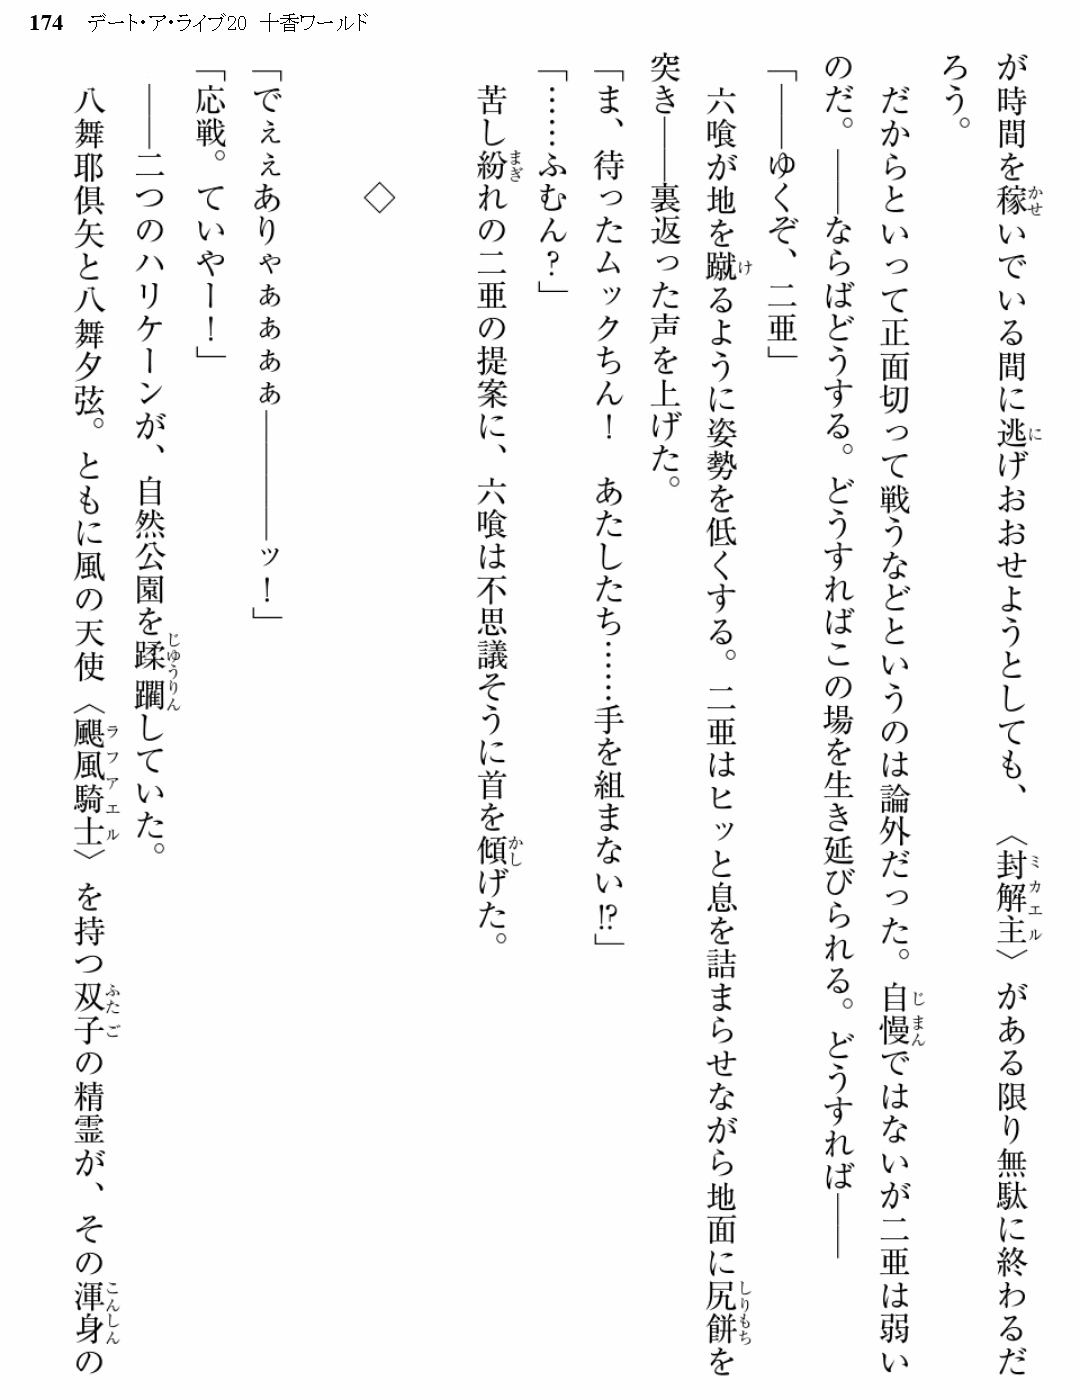 174 デート・ア・ライブ20 十香ワールド
が時間を稼いでいる間に逃げおおせようとしても、〈封解主〉がある限り無駄に終わるだ
ろう。
だからといって正面切って戦うなどというのは論外だった。自慢ではないが二亜は弱い
のだ。――ならばどうする。どうすればこの場を生き延びられる。どうすれば――
「――ゆくぞ、二亜」
六喰が地を蹴るように姿勢を低くする。二亜はヒッと息を詰まらせながら地面に尻餅を
突き――裏返った声を上げた。
「ま、待ったムックちん！　あたしたち……手を組まない!?」
「……ふむん？」
苦し紛れの二亜の提案に、六喰は不思議そうに首を傾げた。
◇
「でぇぇありゃぁぁぁぁ――――ッ！」
「応戦。ていやー！」
――二つのハリケーンが、自然公園を蹂躙していた。
八舞耶倶矢と八舞夕弦。ともに風の天使〈颶風騎士〉を持つ双子の精霊が、その渾身の